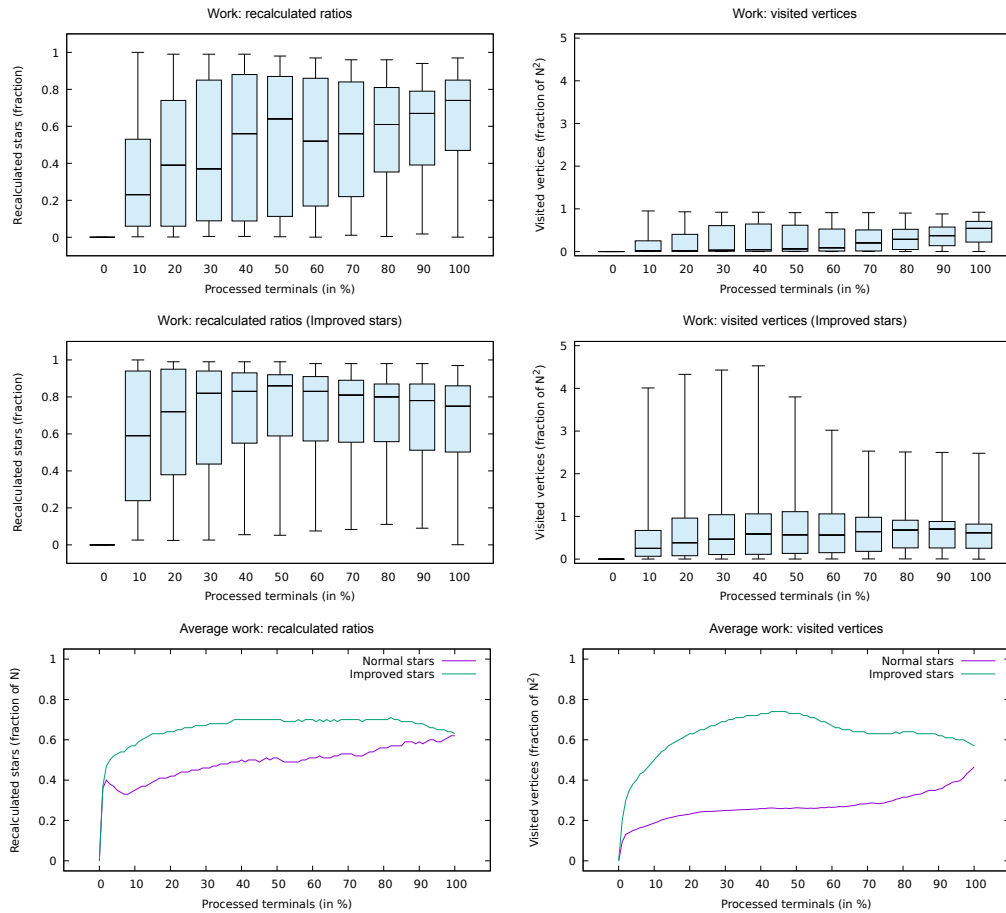 Work: recalculated ratios
Recalculated stars (fraction)
1
0.8
0.6
0.4
0.2
0
0 10 20 30 40 50 60 70 80 90 100
Processed terminals (in %)
Work: visited vertices
Visited vertices (fraction of N²)
5
4
3
2
1
0
0 10 20 30 40 50 60 70 80 90 100
Processed terminals (in %)
Work: recalculated ratios (Improved stars)
Recalculated stars (fraction)
1
0.8
0.6
0.4
0.2
0
0 10 20 30 40 50 60 70 80 90 100
Processed terminals (in %)
Work: visited vertices (Improved stars)
Visited vertices (fraction of N²)
5
4
3
2
1
0
0 10 20 30 40 50 60 70 80 90 100
Processed terminals (in %)
Average work: recalculated ratios
Recalculated stars (fraction of N)
1
0.8
0.6
0.4
0.2
0
Normal stars
Improved stars
0 10 20 30 40 50 60 70 80 90 100
Processed terminals (in %)
Average work: visited vertices
Visited vertices (fraction of N²)
1
0.8
0.6
0.4
0.2
0
Normal stars
Improved stars
0 10 20 30 40 50 60 70 80 90 100
Processed terminals (in %)